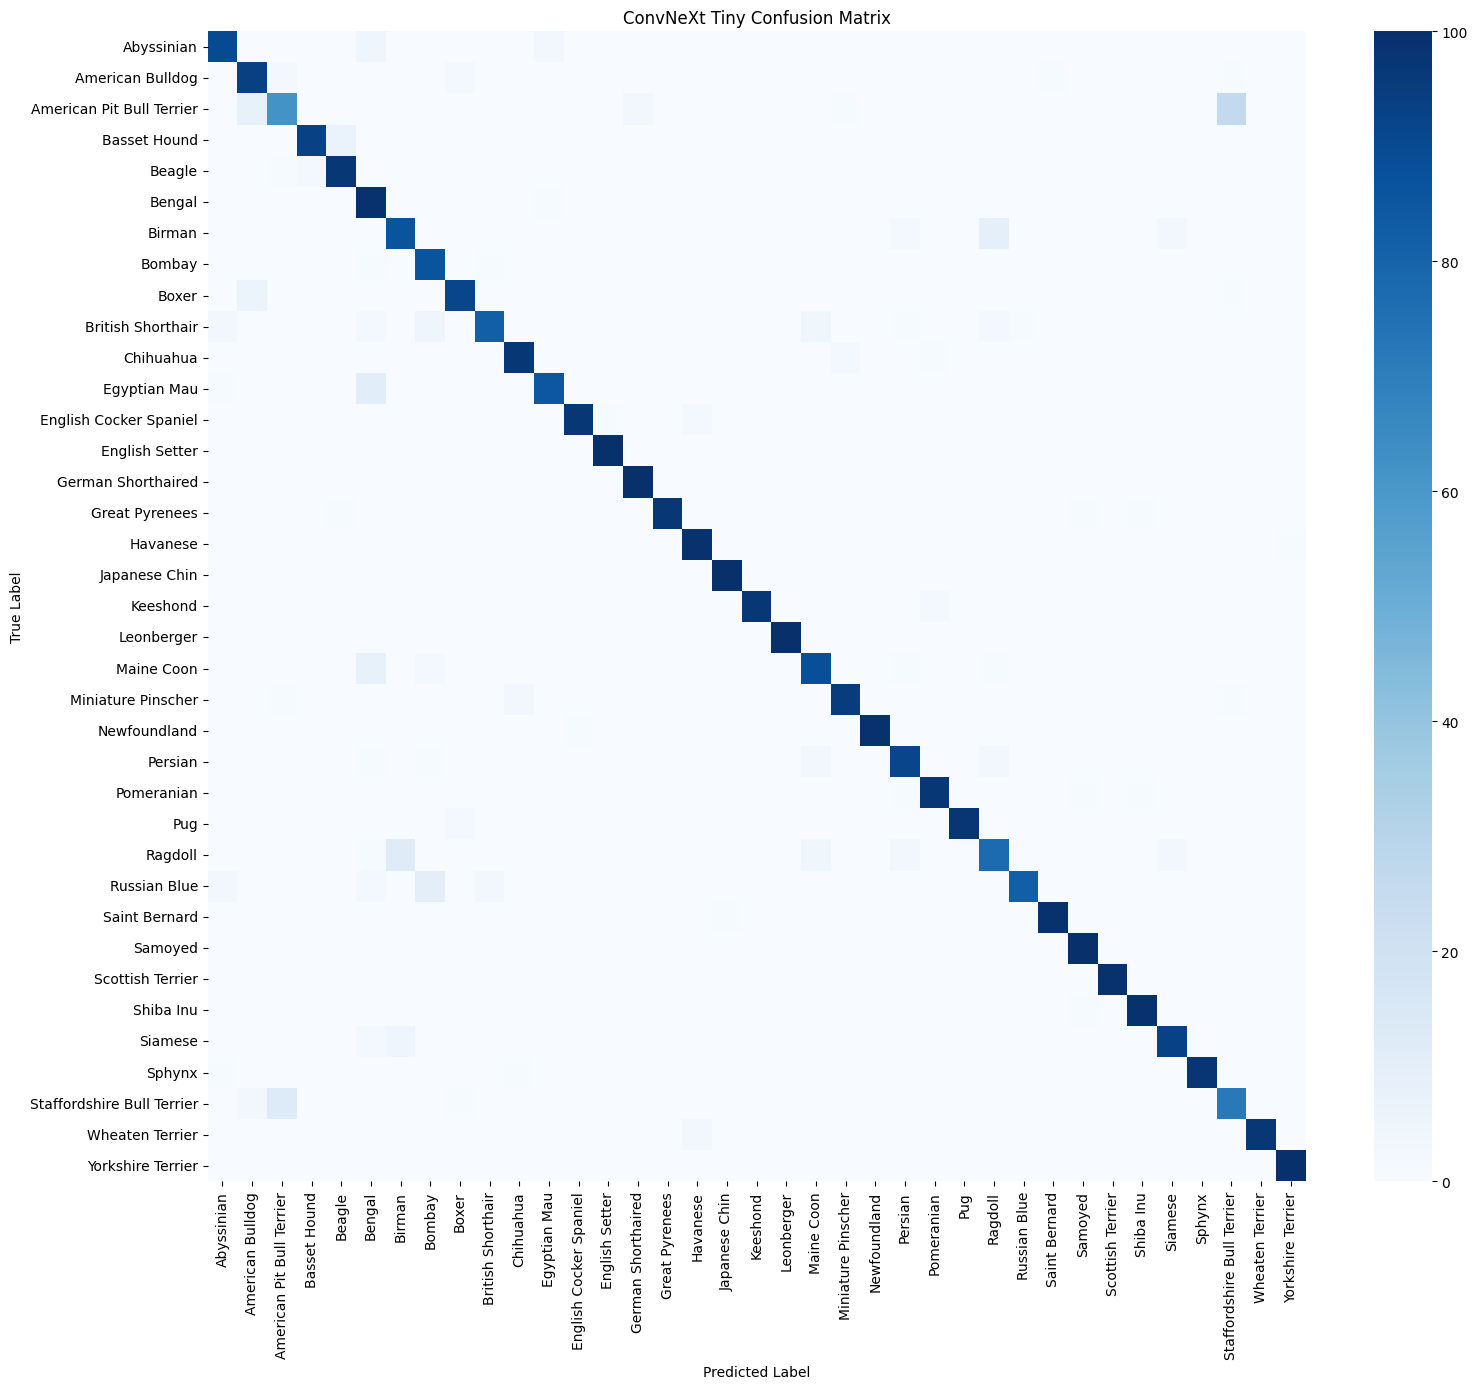 ConvNeXt Tiny Confusion Matrix
True Label
Abyssinian
American Bulldog
American Pit Bull Terrier
Basset Hound
Beagle
Bengal
Birman
Bombay
Boxer
British Shorthair
Chihuahua
Egyptian Mau
English Cocker Spaniel
English Setter
German Shorthaired
Great Pyrenees
Havanese
Japanese Chin
Keeshond
Leonberger
Maine Coon
Miniature Pinscher
Newfoundland
Persian
Pomeranian
Pug
Ragdoll
Russian Blue
Saint Bernard
Samoyed
Scottish Terrier
Shiba Inu
Siamese
Sphynx
Staffordshire Bull Terrier
Wheaten Terrier
Yorkshire Terrier
Abyssinian
American Bulldog
American Pit Bull Terrier
Basset Hound
Beagle
Bengal
Birman
Bombay
Boxer
British Shorthair
Chihuahua
Egyptian Mau
English Cocker Spaniel
English Setter
German Shorthaired
Great Pyrenees
Havanese
Japanese Chin
Keeshond
Leonberger
Maine Coon
Miniature Pinscher
Newfoundland
Persian
Pomeranian
Pug
Ragdoll
Russian Blue
Saint Bernard
Samoyed
Scottish Terrier
Shiba Inu
Siamese
Sphynx
Staffordshire Bull Terrier
Wheaten Terrier
Yorkshire Terrier
Predicted Label
100
80
60
40
20
0